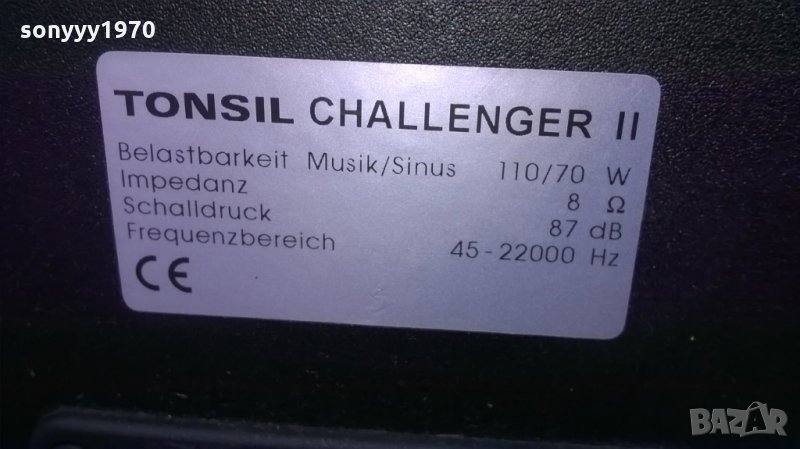 sonyyy1970
TONSIL CHALLENGER II
Belastbarkeit Musik/Sinus 110/70 W
Impedanz 8 Ω
Schalldruck 87 dB
Frequenzbereich 45-22000 Hz
CE
BAZAR